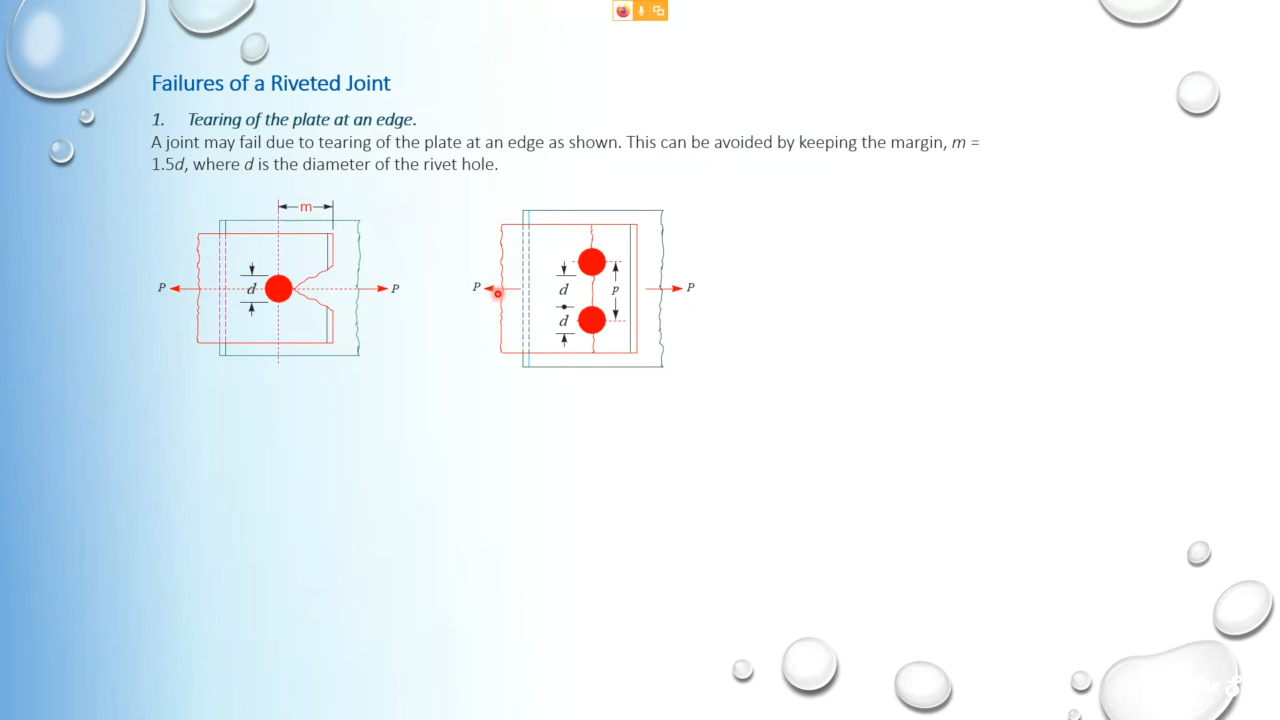 Failures of a Riveted Joint
1. Tearing of the plate at an edge.
A joint may fail due to tearing of the plate at an edge as shown. This can be avoided by keeping the margin, m =
1.5d, where d is the diameter of the rivet hole.
m
P d P
P d p P
d